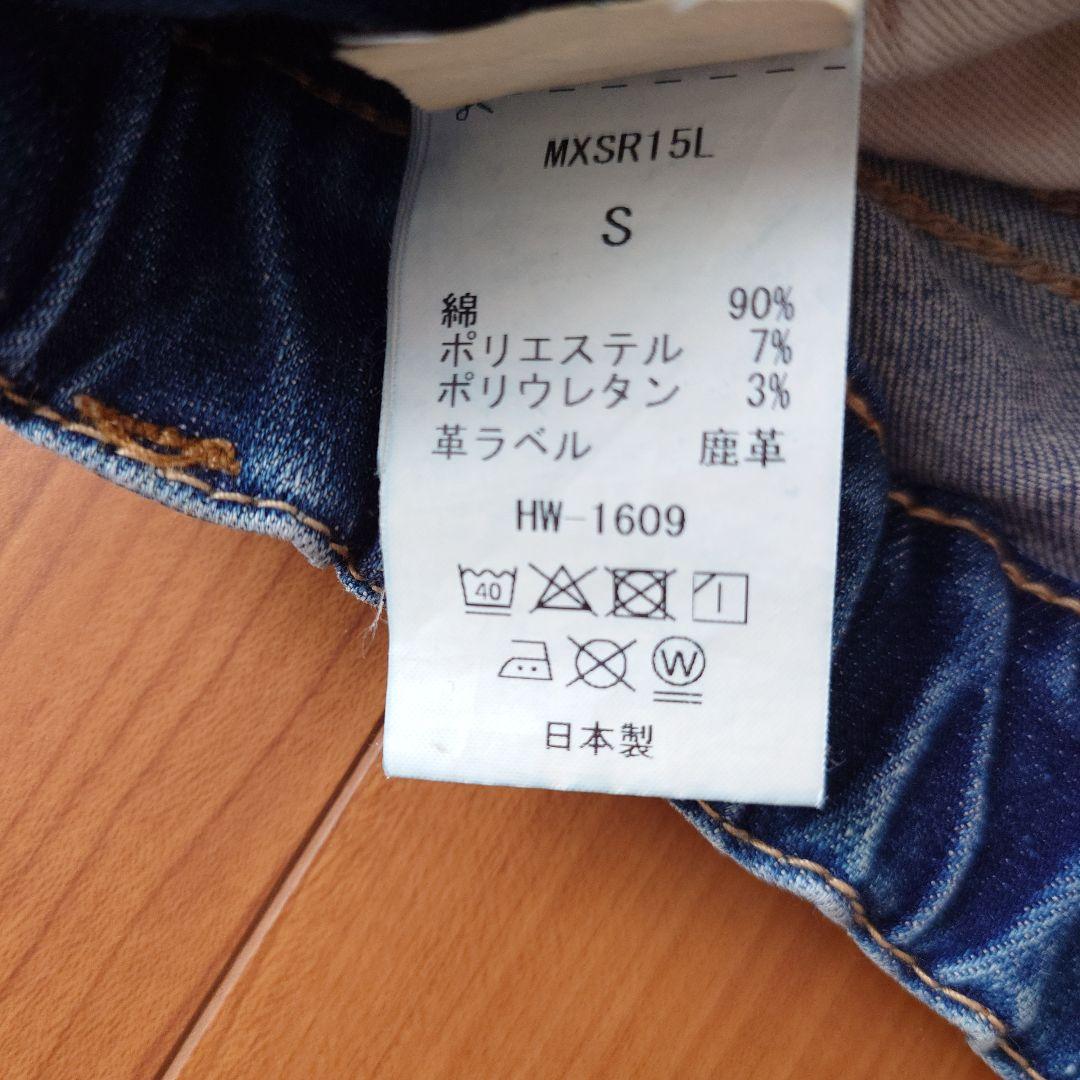 MXSR15L
S
綿 90%
ポリエステル 7%
ポリウレタン 3%
革ラベル 鹿革
HW-1609
40
W
日本製